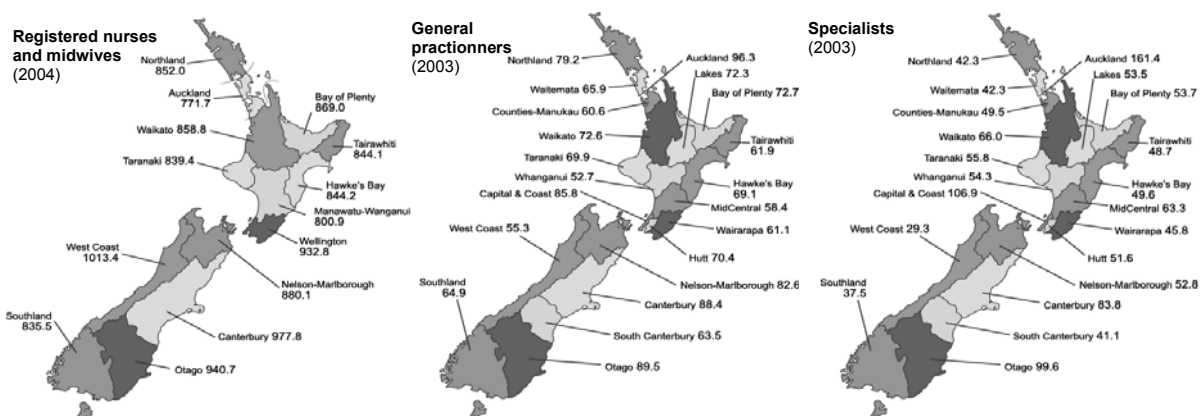 Registered nurses
and midwives
(2004)
Northland
852.0
Auckland
771.7
Bay of Plenty
869.0
Waikato 858.8
Tairawhiti
844.1
Taranaki 839.4
Hawke's Bay
844.2
Manawatu-Wanganui
800.9
Wellington
932.8
West Coast
1013.4
Nelson-Marlborough
880.1
Southland
835.5
Canterbury 977.8
Otago 940.7
General
practionners
(2003)
Northland 79.2
Auckland 96.3
Lakes 72.3
Waitemata 65.9
Bay of Plenty 72.7
Counties-Manukau 60.6
Waikato 72.6
Tairawhiti
61.9
Taranaki 69.9
Whanganui 52.7
Hawke's Bay
69.1
Capital & Coast 85.8
MidCentral 58.4
Wairarapa 61.1
West Coast 55.3
Hutt 70.4
Nelson-Marlborough 82.6
Southland
64.9
Canterbury 88.4
South Canterbury 63.5
Otago 89.5
Specialists
(2003)
Northland 42.3
Auckland 161.4
Lakes 53.5
Waitemata 42.3
Bay of Plenty 53.7
Counties-Manukau 49.5
Waikato 66.0
Tairawhiti
48.7
Taranaki 55.8
Whanganui 54.3
Hawke's Bay
49.6
Capital & Coast 106.9
MidCentral 63.3
Wairarapa 45.8
West Coast 29.3
Hutt 51.6
Nelson-Marlborough 52.8
Southland
37.5
Canterbury 83.8
South Canterbury 41.1
Otago 99.6